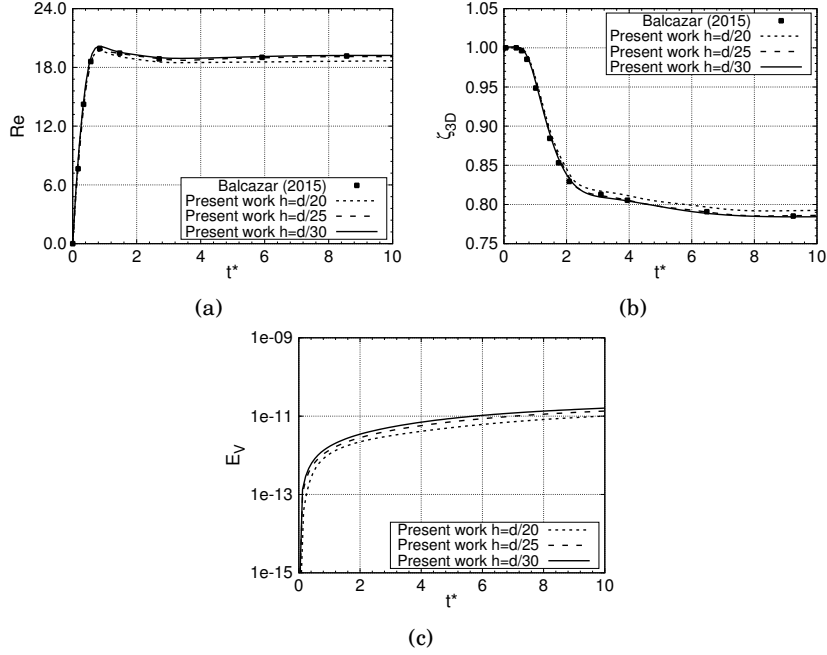 24.0
18.0
12.0
6.0
0.0
Re
Balcazar (2015)
Present work h=d/20
Present work h=d/25
Present work h=d/30
0 2 4 6 8 10
t*
(a)
1.00
0.95
0.90
0.85
0.80
0.75
ζ3D
Balcazar (2015)
Present work h=d/20
Present work h=d/25
Present work h=d/30
0 2 4 6 8 10
t*
(b)
1e-09
1e-11
1e-13
1e-15
EV
Present work h=d/20
Present work h=d/25
Present work h=d/30
0 2 4 6 8 10
t*
(c)